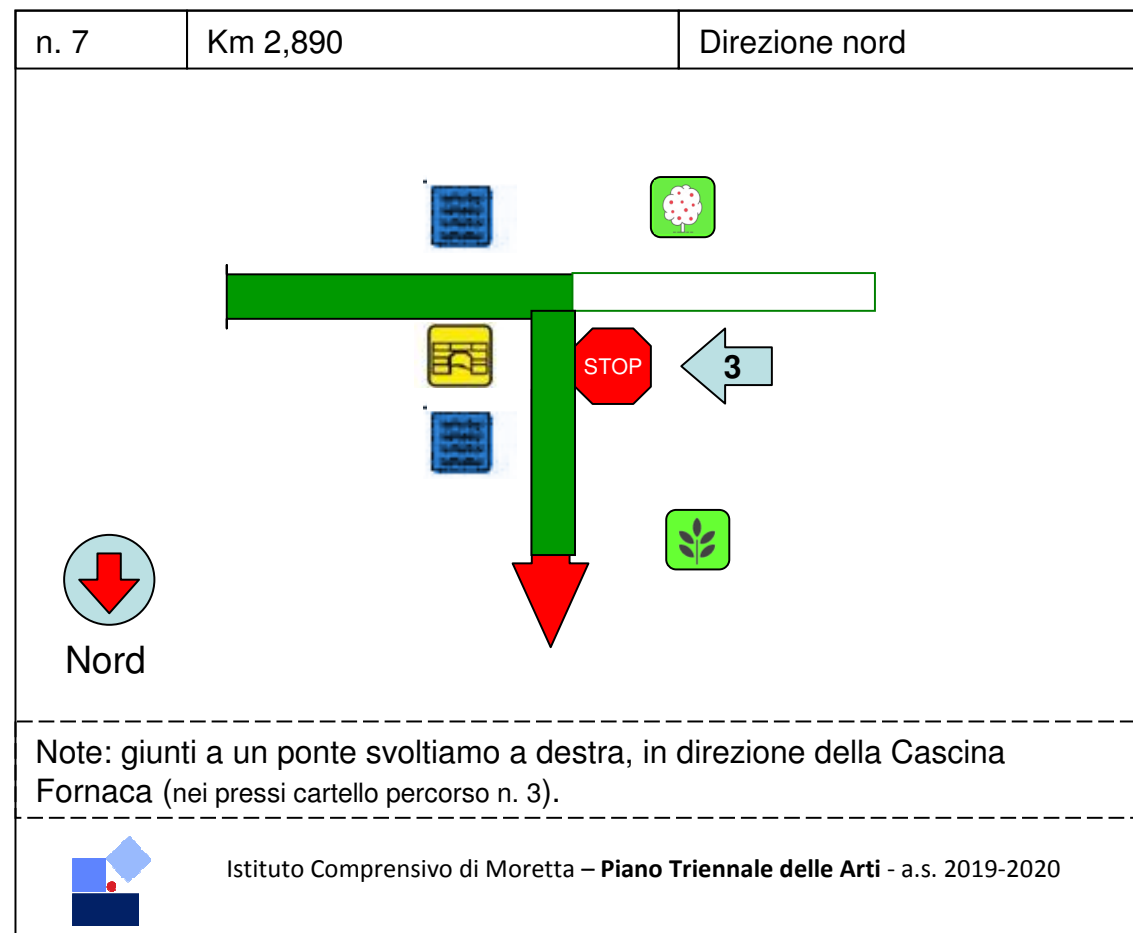 n. 7 Km 2,890 Direzione nord
STOP 3
Nord
Note: giunti a un ponte svoltiamo a destra, in direzione della Cascina
Fornaca (nei pressi cartello percorso n. 3).
Istituto Comprensivo di Moretta – Piano Triennale delle Arti - a.s. 2019-2020